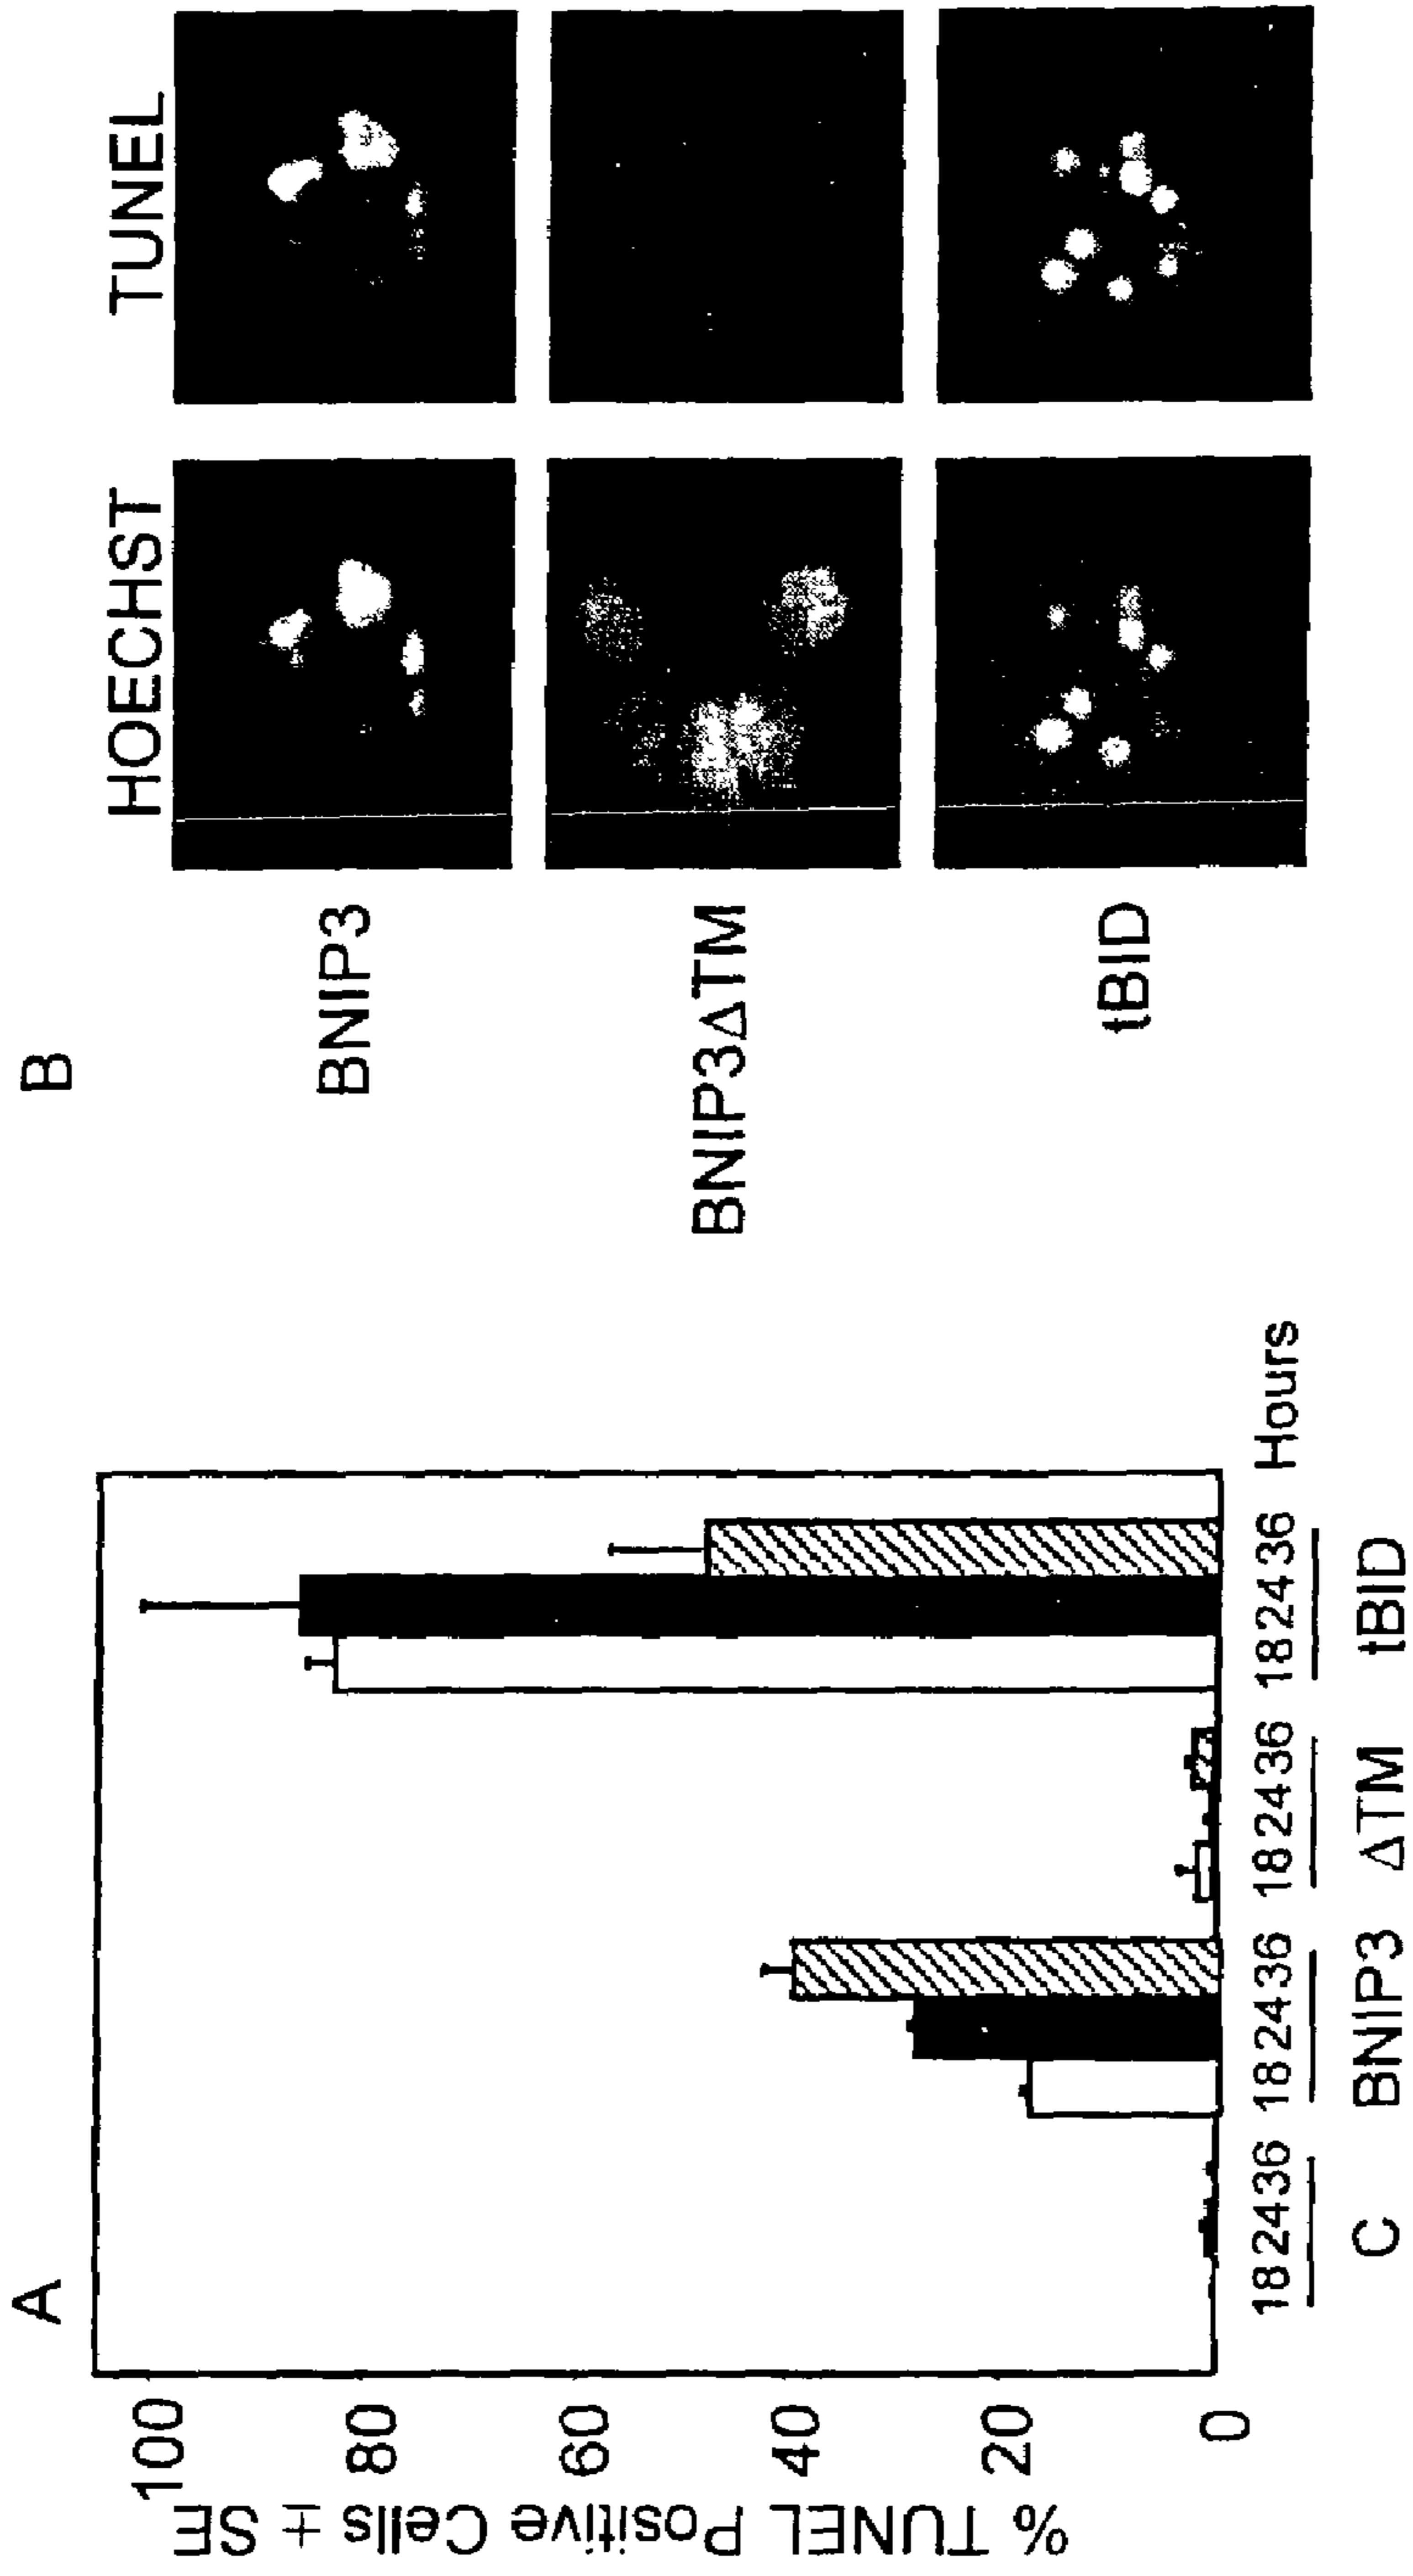 A
% TUNEL Positive Cells ± SE
100
80
60
40
20
0
18 24 36 18 24 36 18 24 36 18 24 36 Hours
C BNIP3 ΔTM tBID
B
HOECHST TUNEL
BNIP3
BNIP3ΔTM
tBID